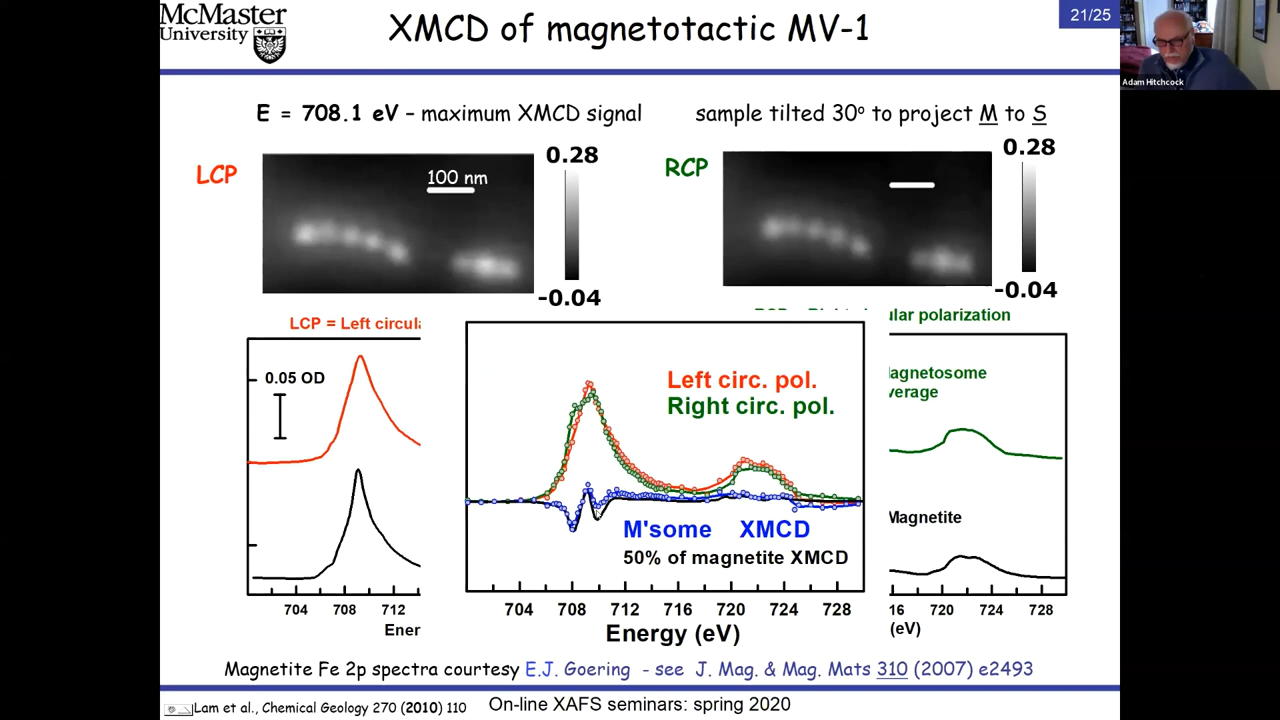 McMaster
University
XMCD of magnetotactic MV-1
21/25
Adam Hitchcock
E = 708.1 eV – maximum XMCD signal
sample tilted 30o to project M to S
LCP
100 nm
0.28
-0.04
RCP
0.28
-0.04
LCP = Left circul
0.05 OD
704 708 712
Ener
Left circ. pol.
Right circ. pol.
M'some XMCD
50% of magnetite XMCD
704 708 712 716 720 724 728
Energy (eV)
ular polarization
agnetosome
verage
Magnetite
16 720 724 728
(eV)
Magnetite Fe 2p spectra courtesy E.J. Goering - see J. Mag. & Mag. Mats 310 (2007) e2493
Lam et al., Chemical Geology 270 (2010) 110
On-line XAFS seminars: spring 2020